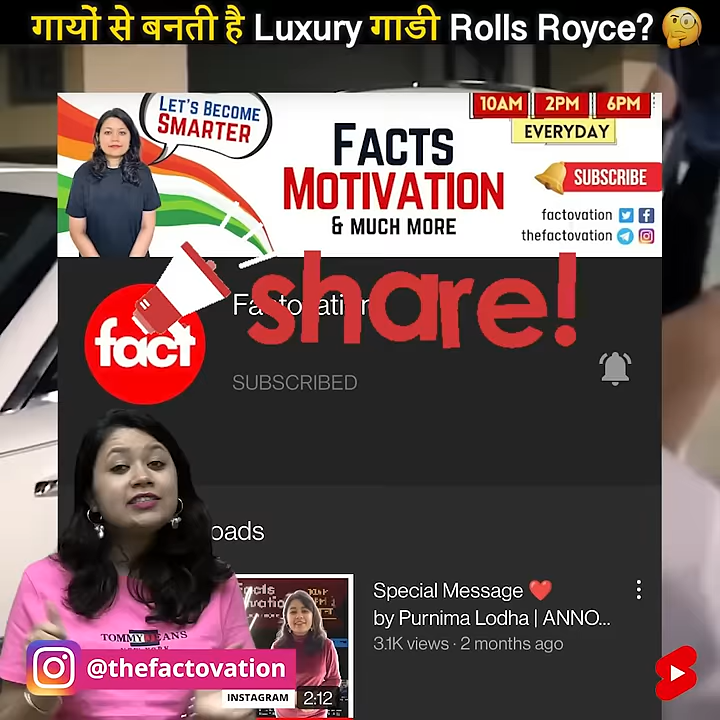 गायों से बनती है Luxury गाडी Rolls Royce?
LET'S BECOME
SMARTER
FACTS
MOTIVATION
& MUCH MORE
10AM 2PM 6PM
EVERYDAY
SUBSCRIBE
factovation
thefactovation
share!
fact
SUBSCRIBED
oads
Special Message
by Purnima Lodha | ANNO...
3.1K views · 2 months ago
TOMMY JEANS
@thefactovation
INSTAGRAM
2:12